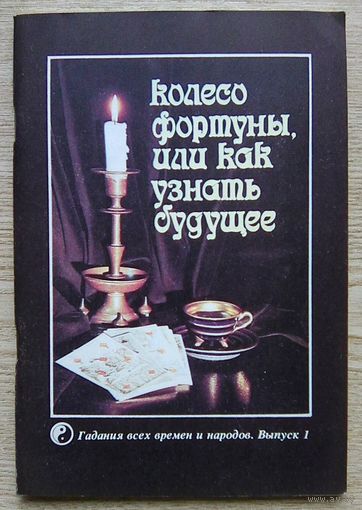 колесо
фортуны,
или как
узнать
будущее
Гадания всех времен и народов. Выпуск 1